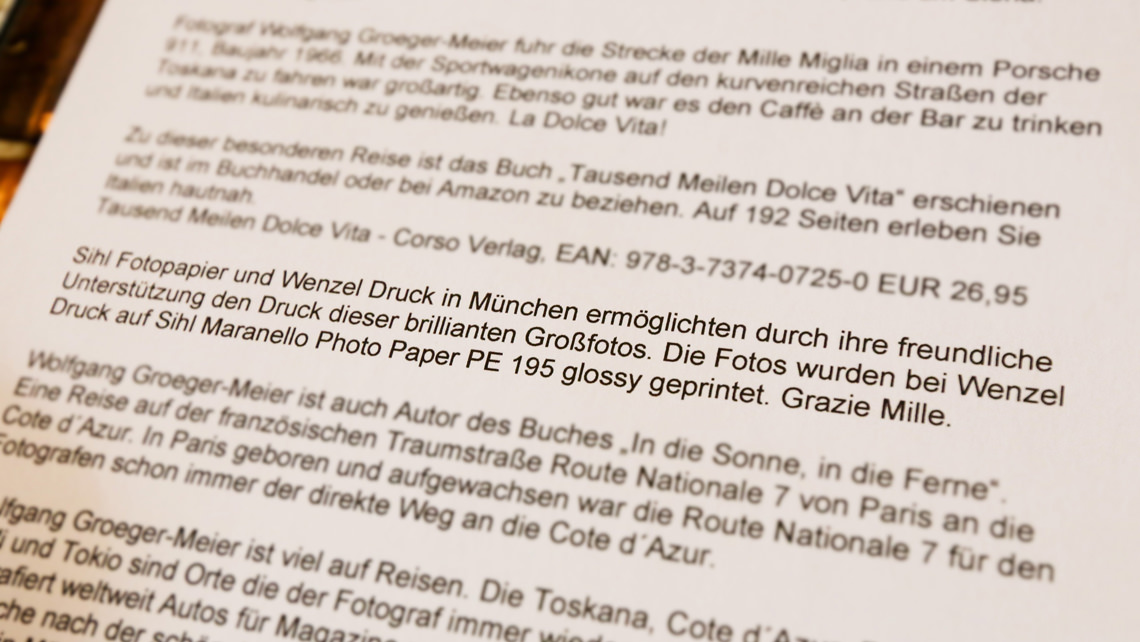 Fotograf Wolfgang Groeger-Meier fuhr die Strecke der Mille Miglia in einem Porsche
911, Baujahr 1966. Mit der Sportwagenikone auf den kurvenreichen Straßen der
Toskana zu fahren war großartig. Ebenso gut war es den Caffè an der Bar zu trinken
und Italien kulinarisch zu genießen. La Dolce Vita!
Zu dieser besonderen Reise ist das Buch „Tausend Meilen Dolce Vita“ erschienen
und ist im Buchhandel oder bei Amazon zu beziehen. Auf 192 Seiten erleben Sie
Italien hautnah.
Tausend Meilen Dolce Vita - Corso Verlag, EAN: 978-3-7374-0725-0 EUR 26,95
Sihl Fotopapier und Wenzel Druck in München ermöglichten durch ihre freundliche
Unterstützung den Druck dieser brillianten Großfotos. Die Fotos wurden bei Wenzel
Druck auf Sihl Maranello Photo Paper PE 195 glossy geprintet. Grazie Mille.
Wolfgang Groeger-Meier ist auch Autor des Buches „In die Sonne, in die Ferne“.
Eine Reise auf der französischen Traumstraße Route Nationale 7 von Paris an die
Cote d´Azur. In Paris geboren und aufgewachsen war die Route Nationale 7 für den
Fotografen schon immer der direkte Weg an die Cote d´Azur.
lfgang Groeger-Meier ist viel auf Reisen. Die Toskana, Cote d´Azur
und Tokio sind Orte die der Fotograf immer
afiert weltweit Autos für
che nach der